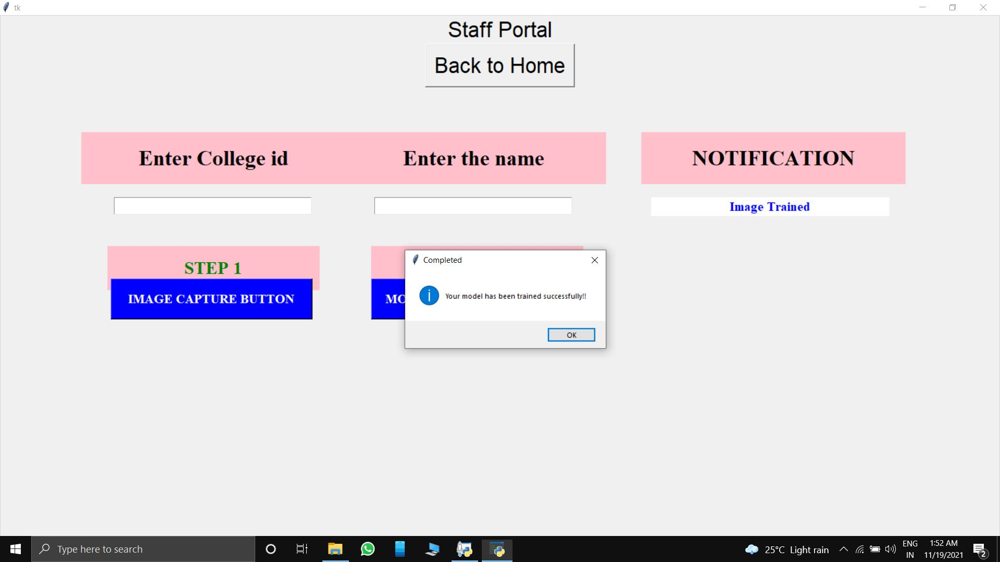 tk
Staff Portal
Back to Home
Enter College id
Enter the name
NOTIFICATION
Image Trained
STEP 1
IMAGE CAPTURE BUTTON
Completed
Your model has been trained successfully!!
OK
Type here to search
25°C Light rain
ENG
IN
1:52 AM
11/19/2021
2